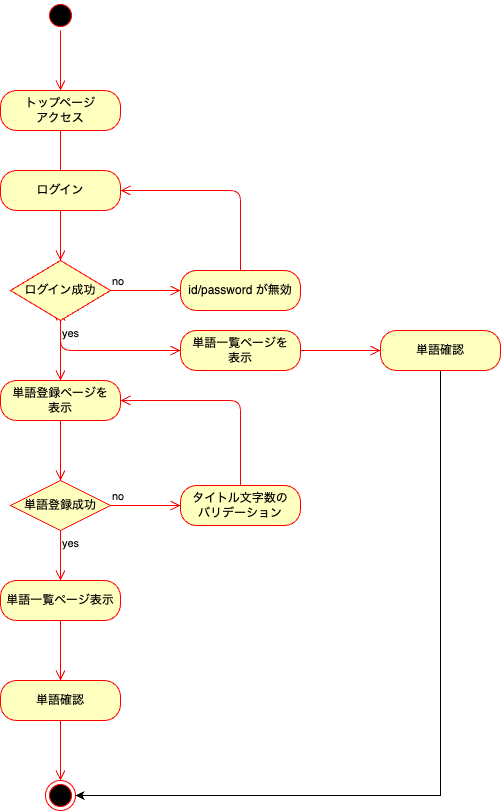 トップページ
アクセス
ログイン
ログイン成功
no
id/password が無効
yes
単語一覧ページを
表示
単語確認
単語登録ページを
表示
単語登録成功
no
タイトル文字数の
バリデーション
yes
単語一覧ページ表示
単語確認